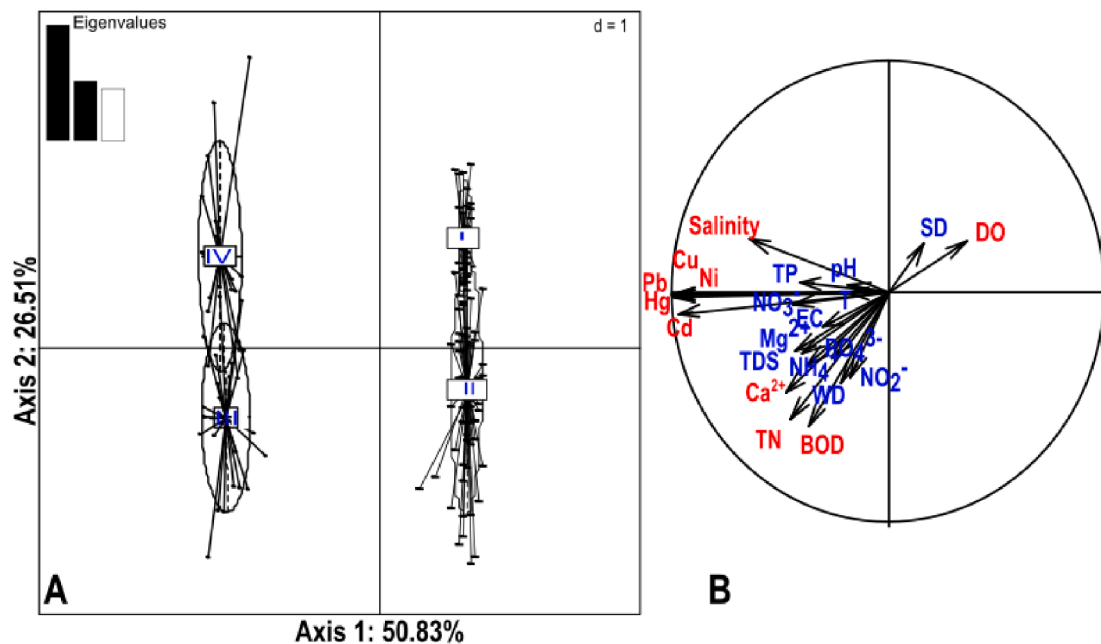 Eigenvalues
d = 1
IV
I
II
Axis 2: 26.51%
A
Axis 1: 50.83%
SD
DO
Salinity
Cu
TP
pH
Pb
Ni
Hg
NO₃⁻
T
Cd
EC
Mg²⁺
PO₄³⁻
TDS
NH₄
NO₂⁻
Ca²⁺
WD
TN
BOD
B